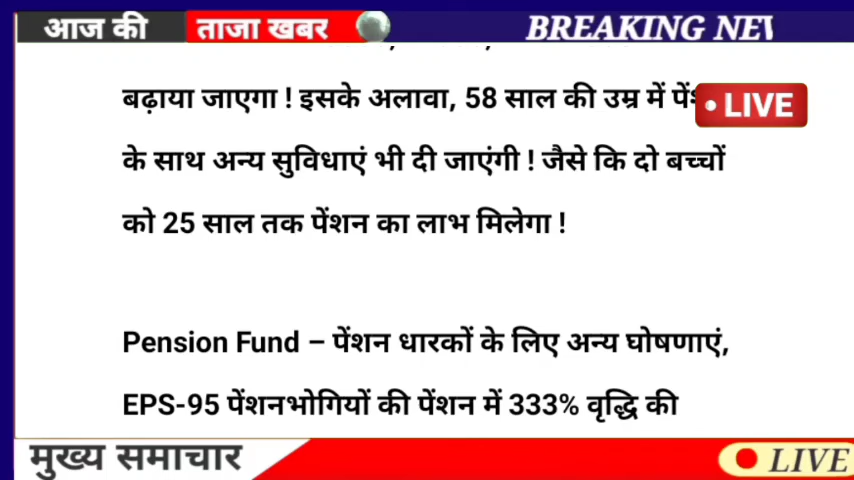 आज की ताजा खबर BREAKING NEW
बढ़ाया जाएगा ! इसके अलावा, 58 साल की उम्र में
LIVE
के साथ अन्य सुविधाएं भी दी जाएंगी ! जैसे कि दो बच्चों
को 25 साल तक पेंशन का लाभ मिलेगा !
Pension Fund – पेंशन धारकों के लिए अन्य घोषणाएं,
EPS-95 पेंशनभोगियों की पेंशन में 333% वृद्धि की
मुख्य समाचार LIVE